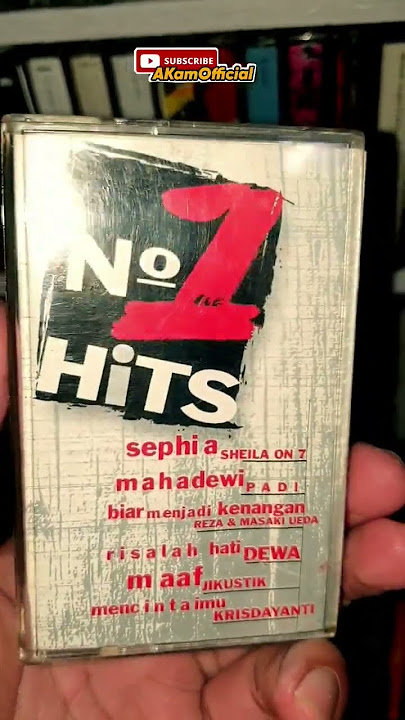 SUBSCRIBE
AKamOfficial
No 1
HiTS
sephia SHEILA ON 7
mahadewi PADI
biar menjadi kenangan
REZA & MASAKI UEDA
risalah hati DEWA
maaf JIKUSTIK
mencintaimu
KRISDAYANTI